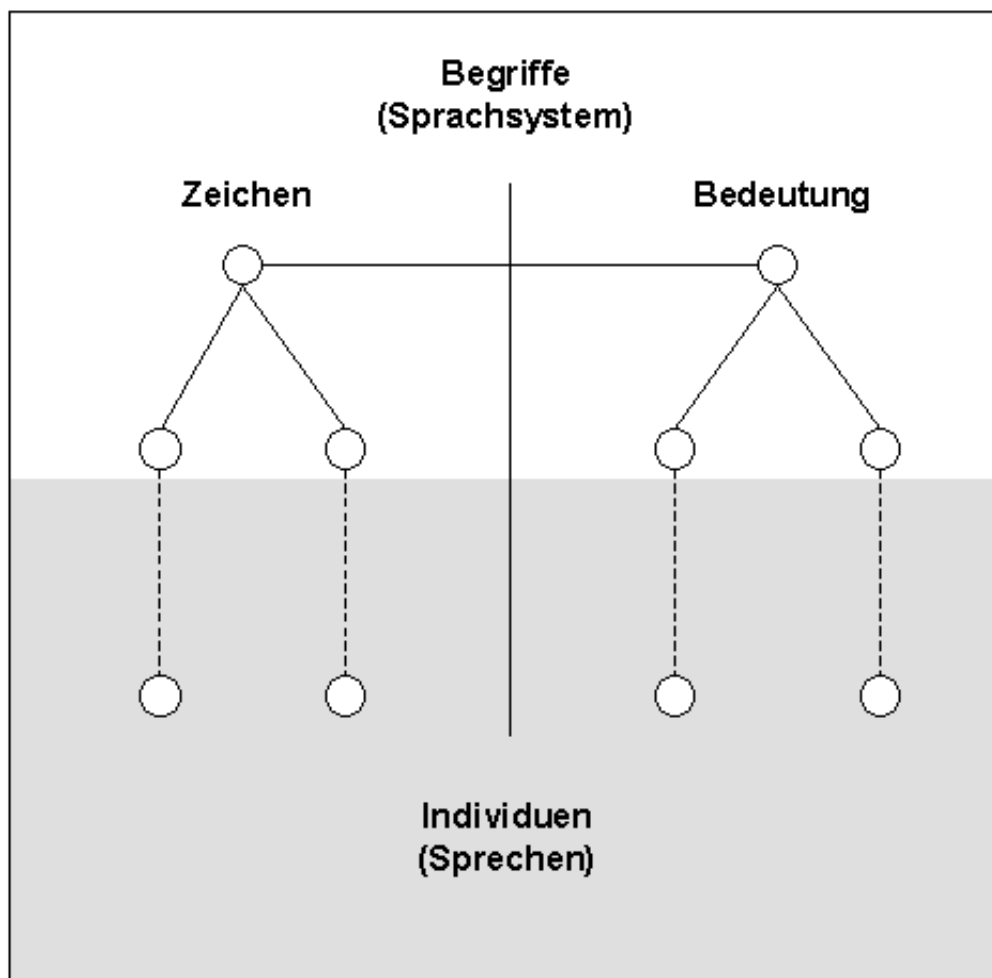 Begriffe
(Sprachsystem)
Zeichen
Bedeutung
Individuen
(Sprechen)